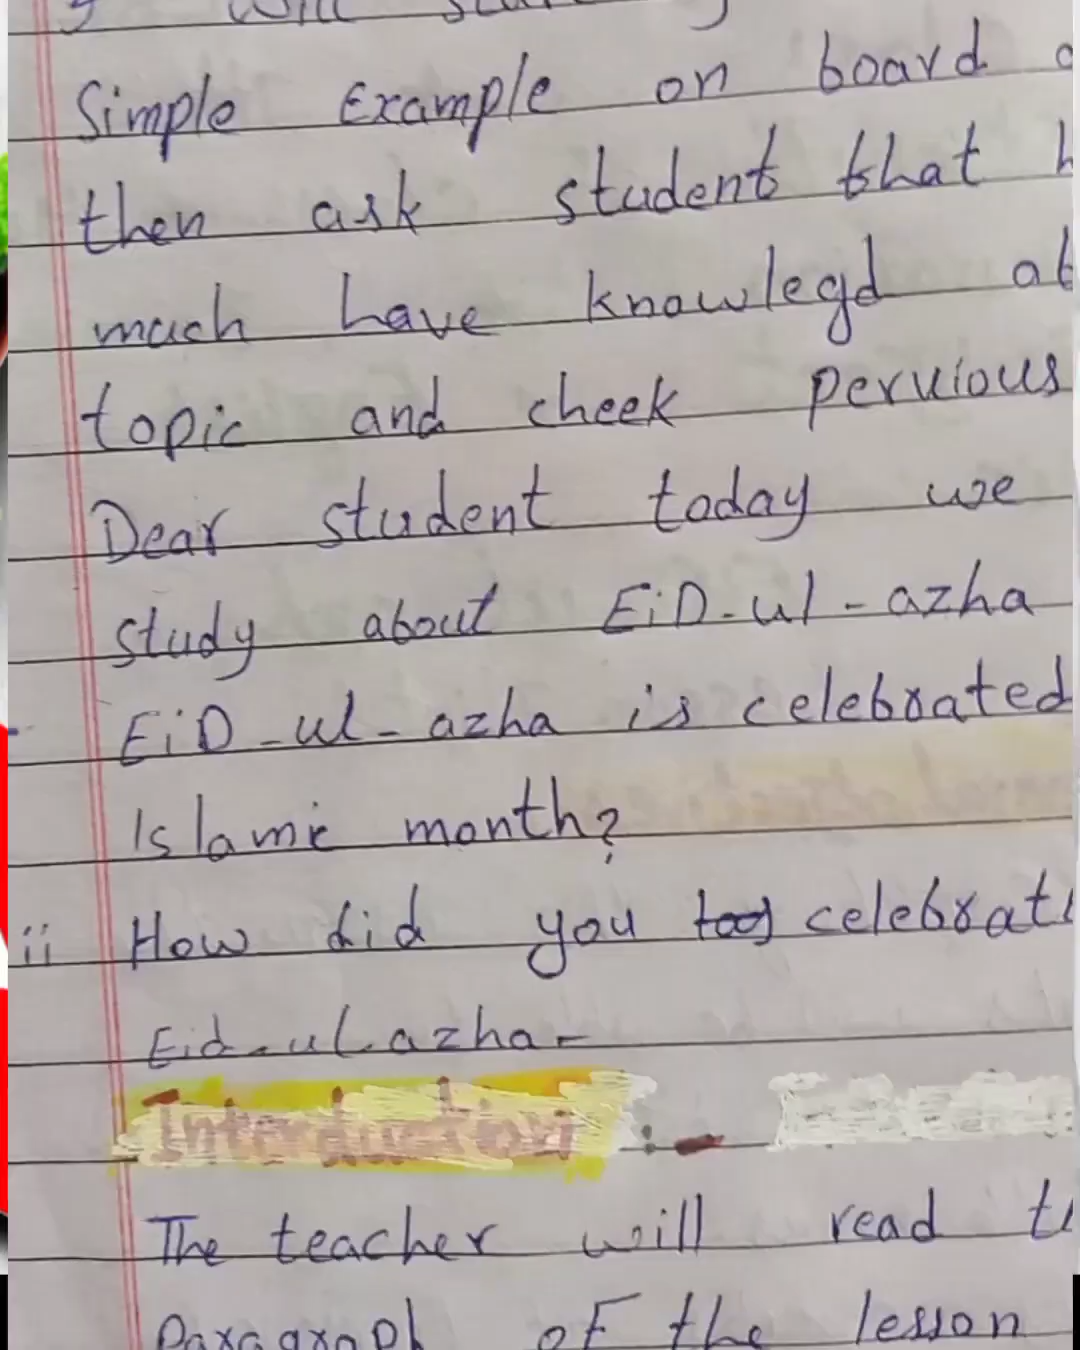 will
Simple Example on board
then ask student that
much have knowlegd
topic and cheek pervious
Dear student today we
study about EiD-ul-azha
EiD-ul-azha is celebrated
Islamic month?
ii How did you celebrat
Eid-ul-azha-
Interduction :-
The teacher will read
Paragraph of the lesson